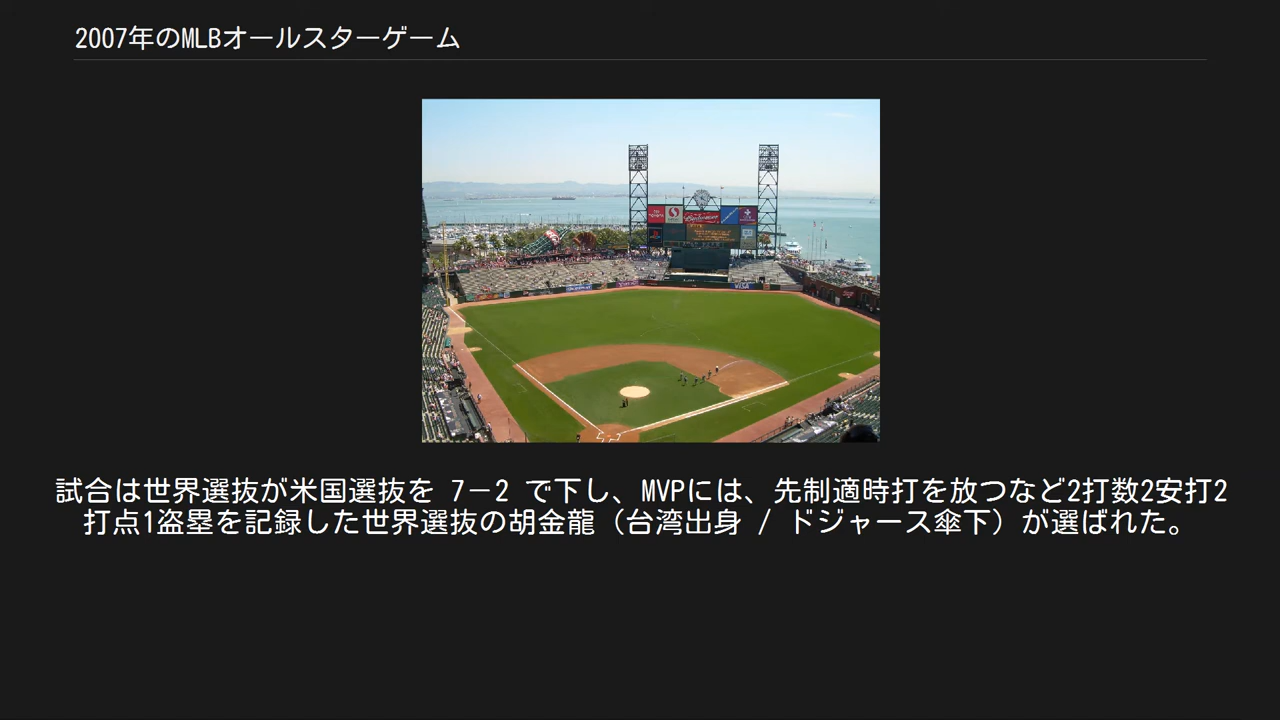 2007年のMLBオールスターゲーム
Budweiser
VISA
試合は世界選抜が米国選抜を 7－2 で下し、MVPには、先制適時打を放つなど2打数2安打2
打点1盗塁を記録した世界選抜の胡金龍（台湾出身 / ドジャース傘下）が選ばれた。